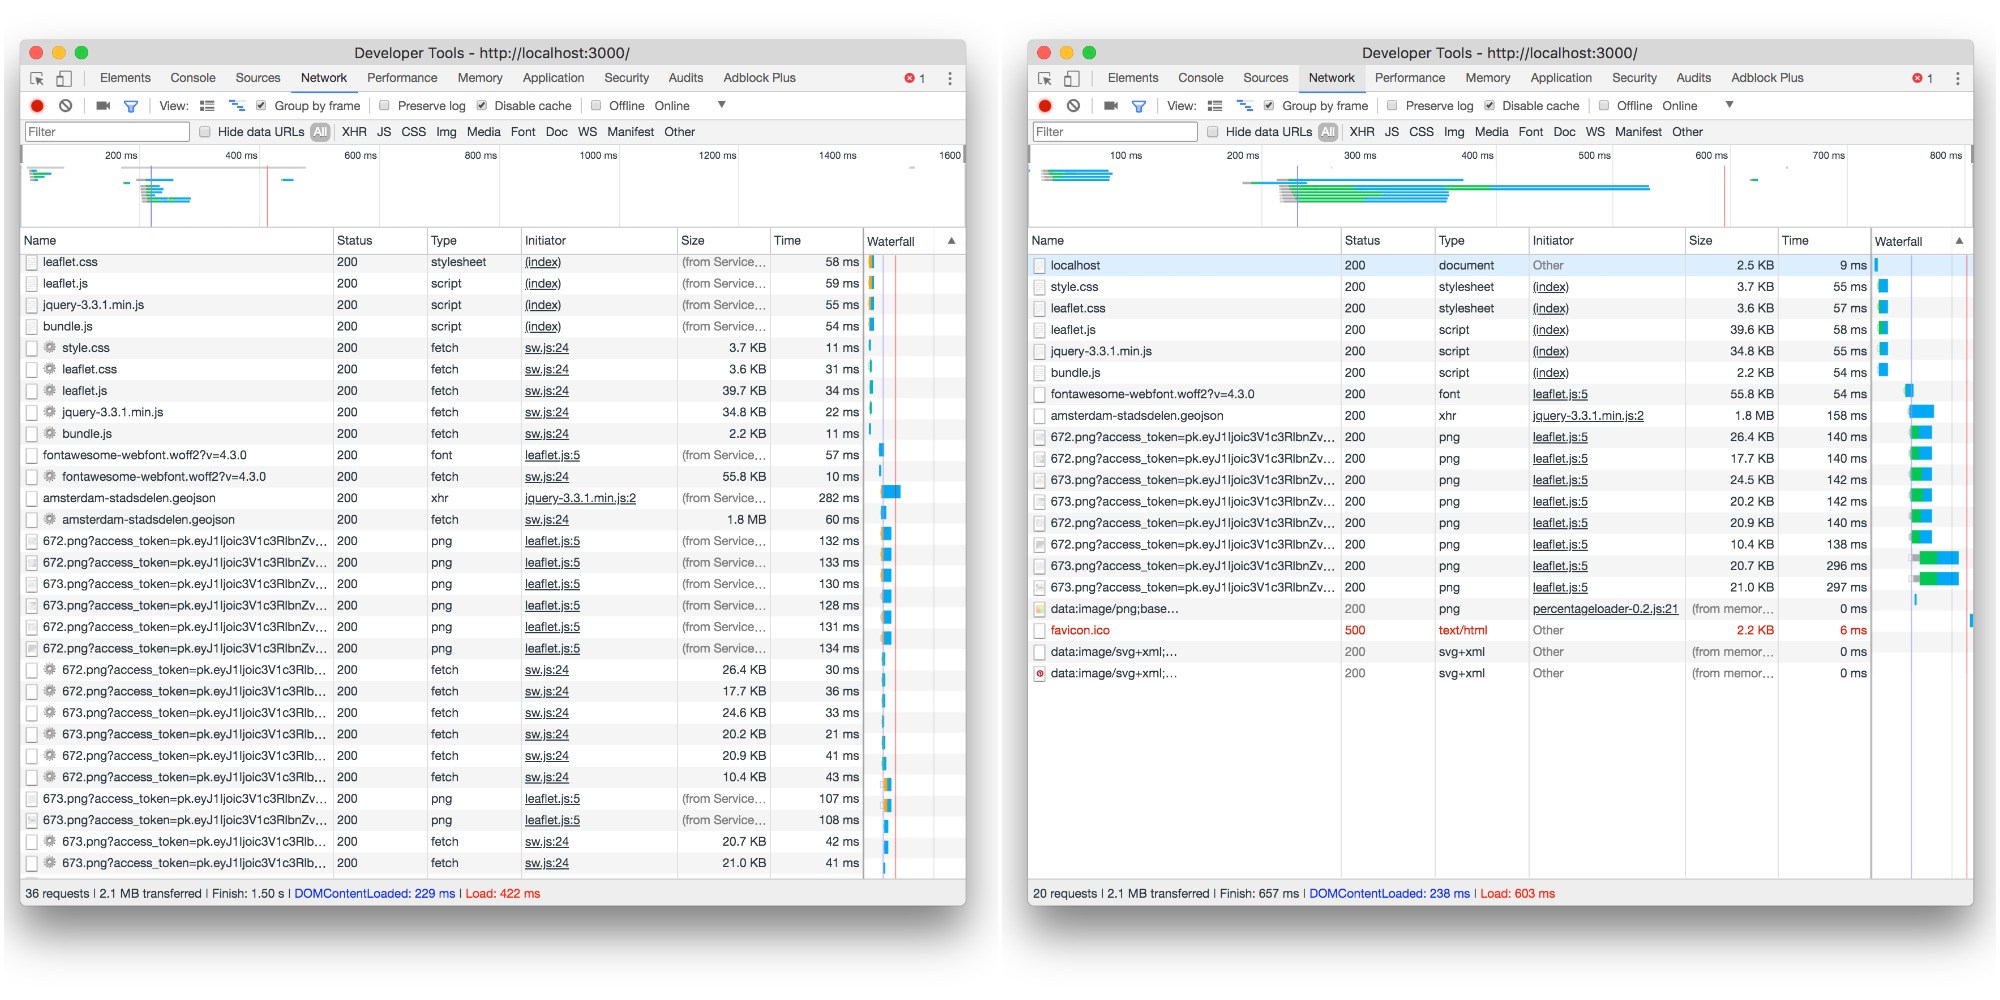 Developer Tools - http://localhost:3000/
Elements Console Sources Network Performance Memory Application Security Audits Adblock Plus 1
View: Group by frame Preserve log Disable cache Offline Online
Filter Hide data URLs All XHR JS CSS Img Media Font Doc WS Manifest Other
200 ms 400 ms 600 ms 800 ms 1000 ms 1200 ms 1400 ms 1600
Name Status Type Initiator Size Time Waterfall
leaflet.css 200 stylesheet (index) (from Service... 58 ms
leaflet.js 200 script (index) (from Service... 59 ms
jquery-3.3.1.min.js 200 script (index) (from Service... 55 ms
bundle.js 200 script (index) (from Service... 54 ms
style.css 200 fetch sw.js:24 3.7 KB 11 ms
leaflet.css 200 fetch sw.js:24 3.6 KB 31 ms
leaflet.js 200 fetch sw.js:24 39.7 KB 34 ms
jquery-3.3.1.min.js 200 fetch sw.js:24 34.8 KB 22 ms
bundle.js 200 fetch sw.js:24 2.2 KB 11 ms
fontawesome-webfont.woff2?v=4.3.0 200 font leaflet.js:5 (from Service... 57 ms
fontawesome-webfont.woff2?v=4.3.0 200 fetch sw.js:24 55.8 KB 10 ms
amsterdam-stadsdelen.geojson 200 xhr jquery-3.3.1.min.js:2 (from Service... 282 ms
amsterdam-stadsdelen.geojson 200 fetch sw.js:24 1.8 MB 60 ms
672.png?access_token=pk.eyJ1Ijoic3V1c3RlbnZv... 200 png leaflet.js:5 (from Service... 132 ms
672.png?access_token=pk.eyJ1Ijoic3V1c3RlbnZv... 200 png leaflet.js:5 (from Service... 133 ms
673.png?access_token=pk.eyJ1Ijoic3V1c3RlbnZv... 200 png leaflet.js:5 (from Service... 130 ms
673.png?access_token=pk.eyJ1Ijoic3V1c3RlbnZv... 200 png leaflet.js:5 (from Service... 128 ms
672.png?access_token=pk.eyJ1Ijoic3V1c3RlbnZv... 200 png leaflet.js:5 (from Service... 131 ms
672.png?access_token=pk.eyJ1Ijoic3V1c3RlbnZv... 200 png leaflet.js:5 (from Service... 134 ms
672.png?access_token=pk.eyJ1Ijoic3V1c3Rlb... 200 fetch sw.js:24 26.4 KB 30 ms
672.png?access_token=pk.eyJ1Ijoic3V1c3Rlb... 200 fetch sw.js:24 17.7 KB 36 ms
673.png?access_token=pk.eyJ1Ijoic3V1c3Rlb... 200 fetch sw.js:24 24.6 KB 33 ms
673.png?access_token=pk.eyJ1Ijoic3V1c3Rlb... 200 fetch sw.js:24 20.2 KB 21 ms
672.png?access_token=pk.eyJ1Ijoic3V1c3Rlb... 200 fetch sw.js:24 20.9 KB 41 ms
672.png?access_token=pk.eyJ1Ijoic3V1c3Rlb... 200 fetch sw.js:24 10.4 KB 43 ms
673.png?access_token=pk.eyJ1Ijoic3V1c3RlbnZv... 200 png leaflet.js:5 (from Service... 107 ms
673.png?access_token=pk.eyJ1Ijoic3V1c3RlbnZv... 200 png leaflet.js:5 (from Service... 108 ms
673.png?access_token=pk.eyJ1Ijoic3V1c3Rlb... 200 fetch sw.js:24 20.7 KB 42 ms
673.png?access_token=pk.eyJ1Ijoic3V1c3Rlb... 200 fetch sw.js:24 21.0 KB 41 ms
36 requests | 2.1 MB transferred | Finish: 1.50 s | DOMContentLoaded: 229 ms | Load: 422 ms
Developer Tools - http://localhost:3000/
Elements Console Sources Network Performance Memory Application Security Audits Adblock Plus 1
View: Group by frame Preserve log Disable cache Offline Online
Filter Hide data URLs All XHR JS CSS Img Media Font Doc WS Manifest Other
100 ms 200 ms 300 ms 400 ms 500 ms 600 ms 700 ms 800 ms
Name Status Type Initiator Size Time Waterfall
localhost 200 document Other 2.5 KB 9 ms
style.css 200 stylesheet (index) 3.7 KB 55 ms
leaflet.css 200 stylesheet (index) 3.6 KB 57 ms
leaflet.js 200 script (index) 39.6 KB 58 ms
jquery-3.3.1.min.js 200 script (index) 34.8 KB 55 ms
bundle.js 200 script (index) 2.2 KB 54 ms
fontawesome-webfont.woff2?v=4.3.0 200 font leaflet.js:5 55.8 KB 54 ms
amsterdam-stadsdelen.geojson 200 xhr jquery-3.3.1.min.js:2 1.8 MB 158 ms
672.png?access_token=pk.eyJ1Ijoic3V1c3RlbnZv... 200 png leaflet.js:5 26.4 KB 140 ms
672.png?access_token=pk.eyJ1Ijoic3V1c3RlbnZv... 200 png leaflet.js:5 17.7 KB 140 ms
673.png?access_token=pk.eyJ1Ijoic3V1c3RlbnZv... 200 png leaflet.js:5 24.5 KB 142 ms
673.png?access_token=pk.eyJ1Ijoic3V1c3RlbnZv... 200 png leaflet.js:5 20.2 KB 142 ms
672.png?access_token=pk.eyJ1Ijoic3V1c3RlbnZv... 200 png leaflet.js:5 20.9 KB 140 ms
672.png?access_token=pk.eyJ1Ijoic3V1c3RlbnZv... 200 png leaflet.js:5 10.4 KB 138 ms
673.png?access_token=pk.eyJ1Ijoic3V1c3RlbnZv... 200 png leaflet.js:5 20.7 KB 296 ms
673.png?access_token=pk.eyJ1Ijoic3V1c3RlbnZv... 200 png leaflet.js:5 21.0 KB 297 ms
data:image/png;base... 200 png percentageloader-0.2.js:21 (from memor... 0 ms
favicon.ico 500 text/html Other 2.2 KB 6 ms
data:image/svg+xml;... 200 svg+xml Other (from memor... 0 ms
data:image/svg+xml;... 200 svg+xml Other (from memor... 0 ms
20 requests | 2.1 MB transferred | Finish: 657 ms | DOMContentLoaded: 238 ms | Load: 603 ms